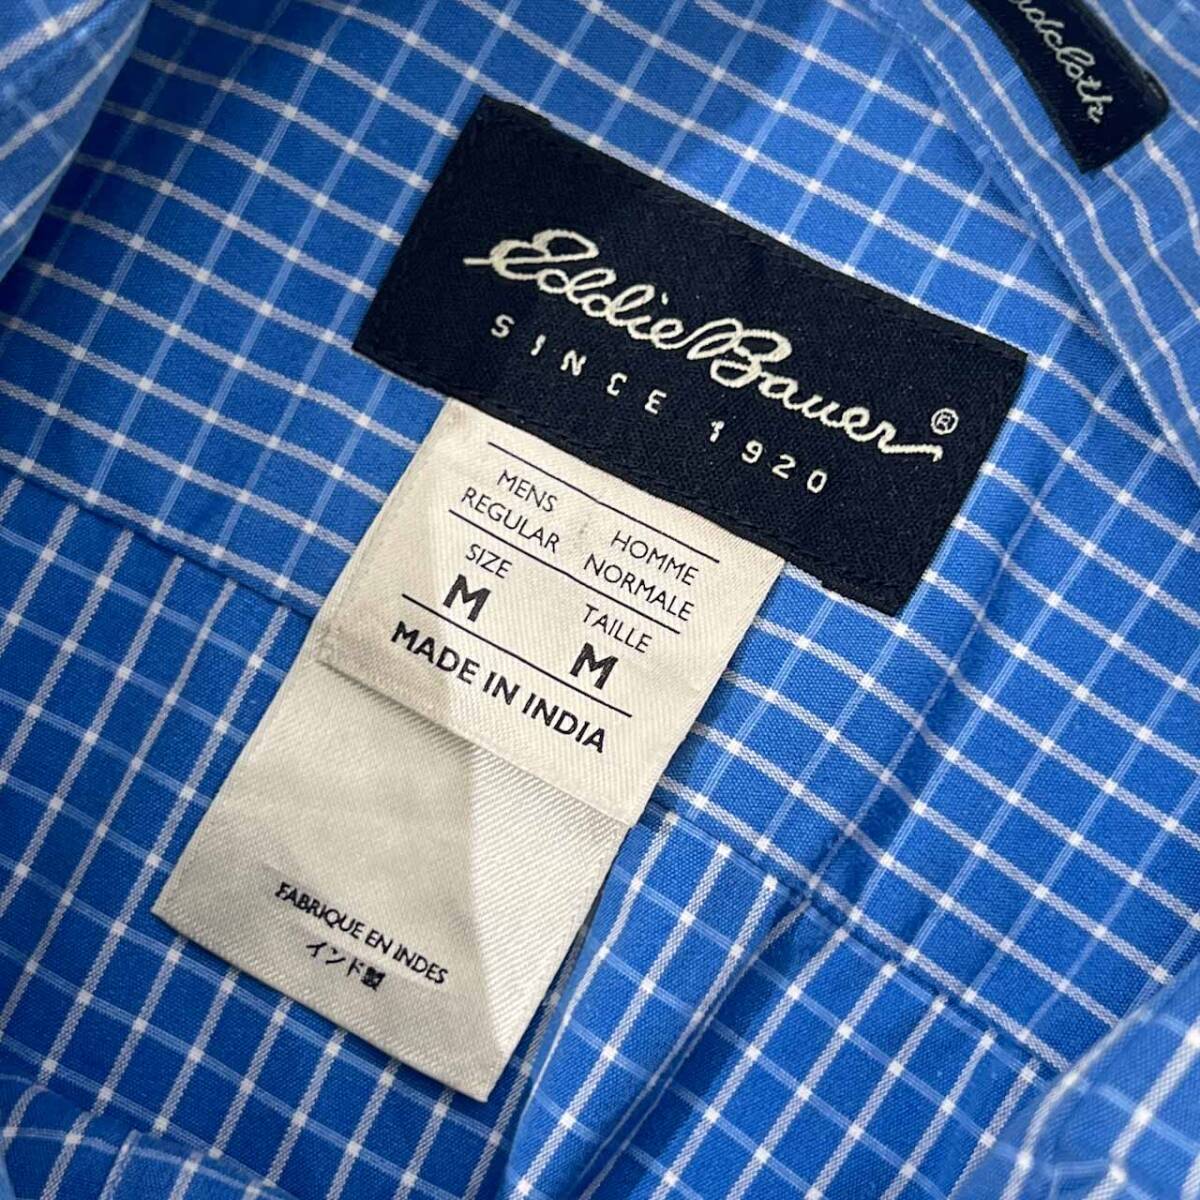 Eddie Bauer®
SINCE 1920
MENS HOMME
REGULAR NORMALE
SIZE TAILLE
M M
MADE IN INDIA
FABRIQUE EN INDES
インド製